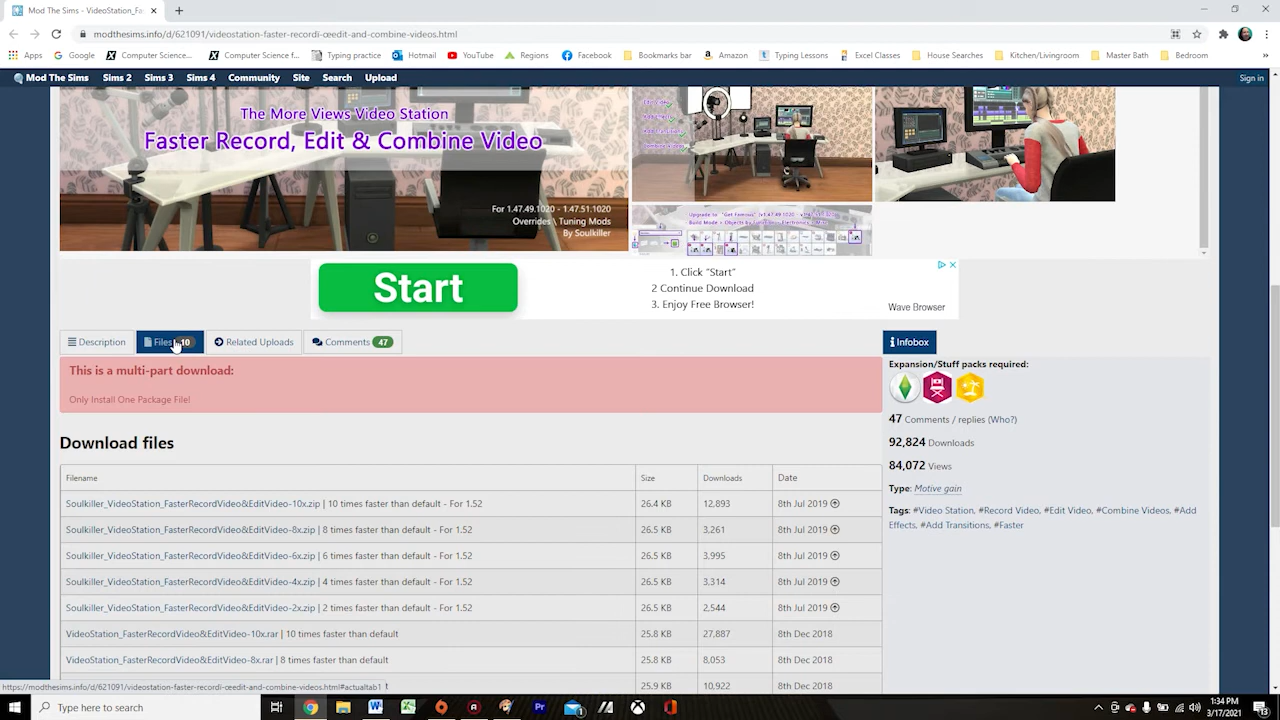 Mod The Sims - VideoStation_Fa
modthesims.info/d/621091/videostation-faster-recordi-œedit-and-combine-videos.html
Apps Google Computer Science... Computer Science f... Typing practice Hotmail YouTube Regions Facebook Bookmarks bar Amazon Typing Lessons Excel Classes House Searches Kitchen/Livingroom Master Bath Bedroom
Mod The Sims Sims 2 Sims 3 Sims 4 Community Site Search Upload Sign in
The More Views Video Station
Faster Record, Edit & Combine Video
For 1.47.49.1020 - 1.47.51.1020
Overrides \ Tuning Mods
By Soulkiller
Start
1. Click "Start"
2 Continue Download
3. Enjoy Free Browser!
Wave Browser
Description Files 10 Related Uploads Comments 47 Infobox
This is a multi-part download:
Only Install One Package File!
Download files
Filename Size Downloads Date
Soulkiller_VideoStation_FasterRecordVideo&EditVideo-10x.zip | 10 times faster than default - For 1.52 26.4 KB 12,893 8th Jul 2019
Soulkiller_VideoStation_FasterRecordVideo&EditVideo-8x.zip | 8 times faster than default - For 1.52 26.5 KB 3,261 8th Jul 2019
Soulkiller_VideoStation_FasterRecordVideo&EditVideo-6x.zip | 6 times faster than default - For 1.52 26.5 KB 3,995 8th Jul 2019
Soulkiller_VideoStation_FasterRecordVideo&EditVideo-4x.zip | 4 times faster than default - For 1.52 26.5 KB 3,314 8th Jul 2019
Soulkiller_VideoStation_FasterRecordVideo&EditVideo-2x.zip | 2 times faster than default - For 1.52 26.5 KB 2,544 8th Jul 2019
VideoStation_FasterRecordVideo&EditVideo-10x.rar | 10 times faster than default 25.8 KB 27,887 8th Dec 2018
VideoStation_FasterRecordVideo&EditVideo-8x.rar | 8 times faster than default 25.8 KB 8,053 8th Dec 2018
25.9 KB 10,922 8th Dec 2018
Expansion/Stuff packs required:
47 Comments / replies (Who?)
92,824 Downloads
84,072 Views
Type: Motive gain
Tags: #Video Station, #Record Video, #Edit Video, #Combine Videos, #Add
Effects, #Add Transitions, #Faster
https://modthesims.info/d/621091/videostation-faster-recordi-œedit-and-combine-videos.html#actualtab1
Type here to search
1:34 PM
3/17/2021